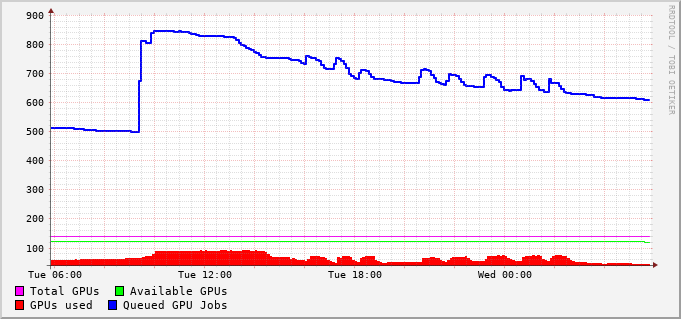 900
800
700
600
500
400
300
200
100
Tue 06:00 Tue 12:00 Tue 18:00 Wed 00:00
Total GPUs Available GPUs
GPUs used Queued GPU Jobs
RRDTOOL / TOBI OETIKER